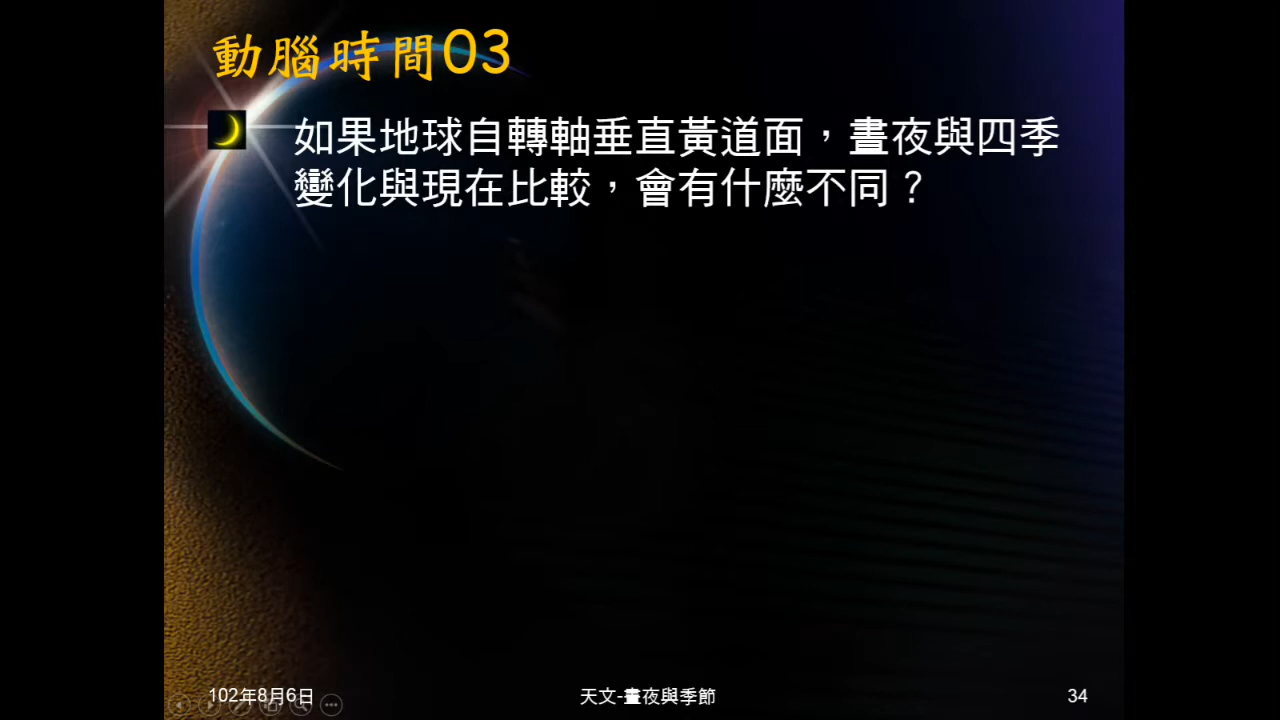 動腦時間03
如果地球自轉軸垂直黃道面，晝夜與四季
變化與現在比較，會有什麼不同？
102年8月6日
天文-晝夜與季節
34